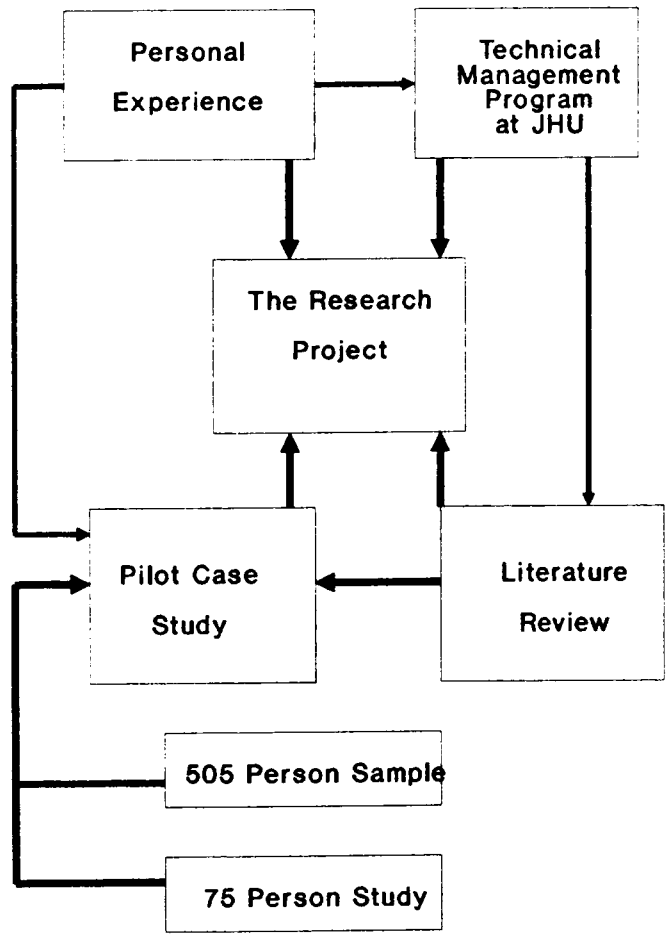 Personal
Experience
Technical
Management
Program
at JHU
The Research
Project
Pilot Case
Study
Literature
Review
505 Person Sample
75 Person Study